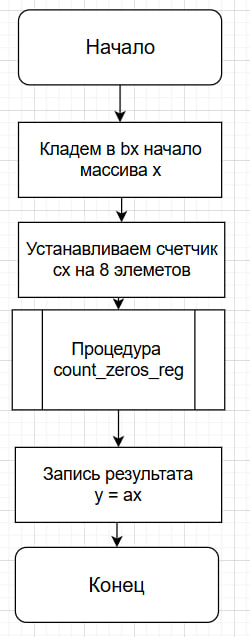 Начало
Кладем в bx начало
массива x
Устанавливаем счетчик
cx на 8 элеметов
Процедура
count_zeros_reg
Запись результата
y = ax
Конец